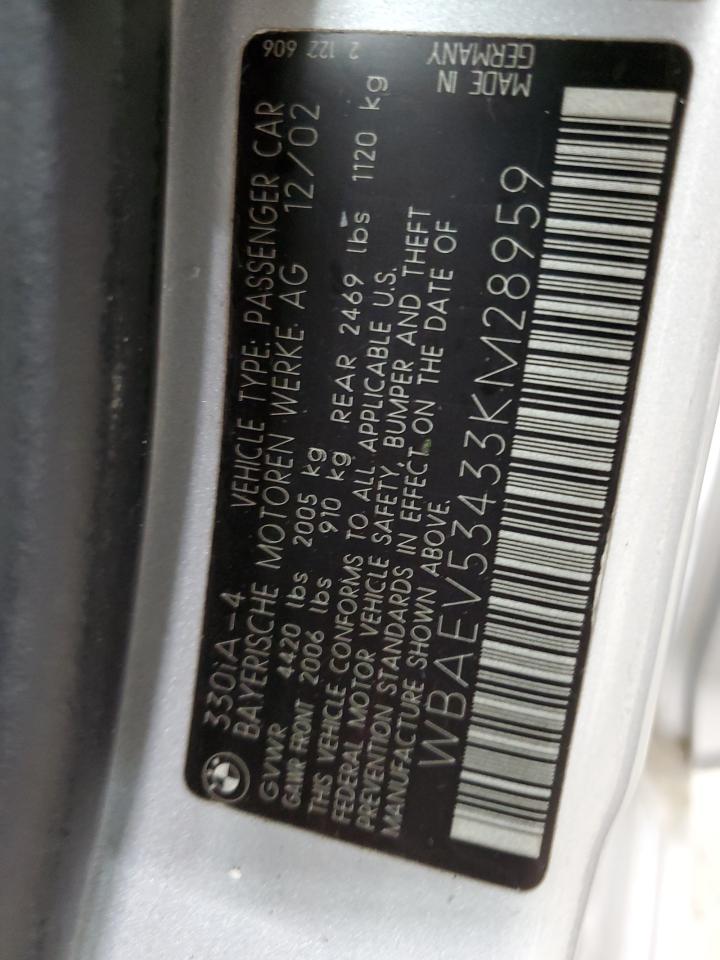 330iA-4
VEHICLE TYPE: PASSENGER CAR
BAYERISCHE MOTOREN WERKE AG 12/02
GVWR 4420 lbs 2005 kg
GAWR FRONT 2006 lbs 910 kg REAR 2469 lbs 1120 kg
THIS VEHICLE CONFORMS TO ALL APPLICABLE U.S.
FEDERAL MOTOR VEHICLE SAFETY, BUMPER AND THEFT
PREVENTION STANDARDS IN EFFECT ON THE DATE OF
MANUFACTURE SHOWN ABOVE.
WBAEV53433KM28959
2 122 606
MADE IN
GERMANY